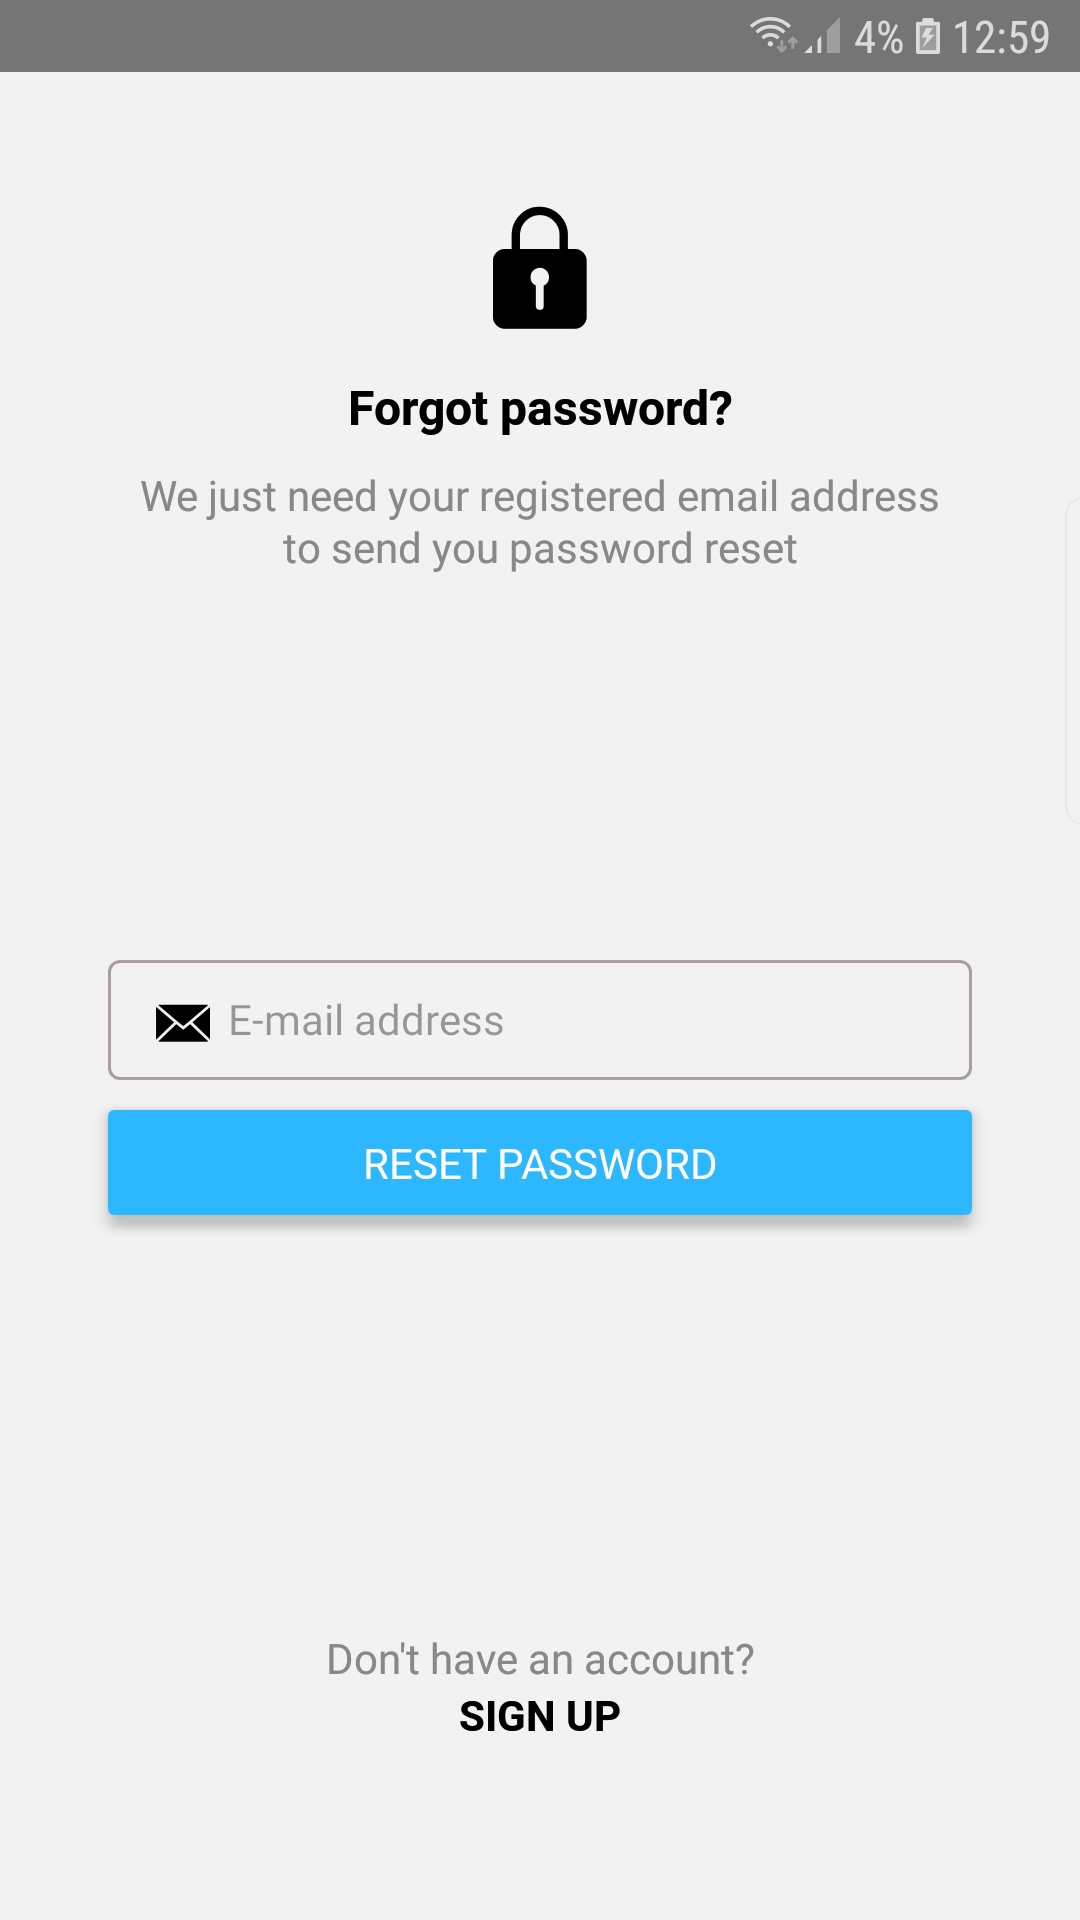 4% 12:59
Forgot password?
We just need your registered email address
to send you password reset
E-mail address
RESET PASSWORD
Don't have an account?
SIGN UP